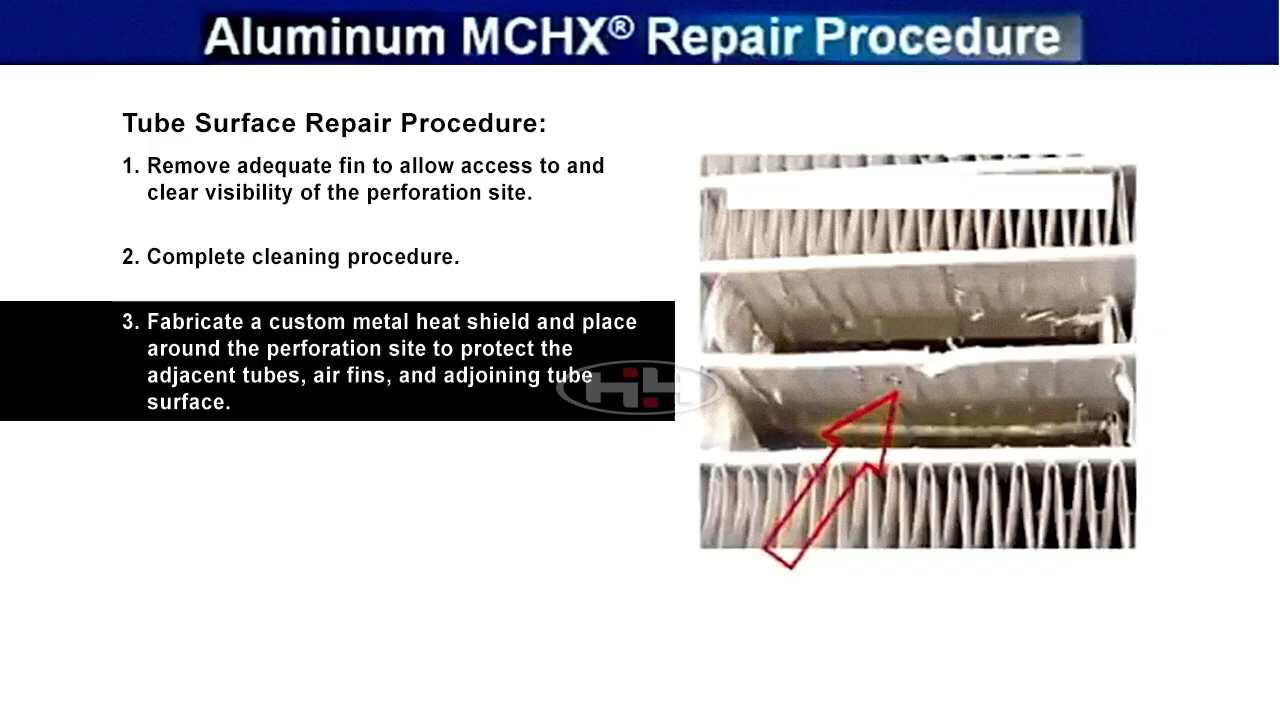 Aluminum MCHX® Repair Procedure
Tube Surface Repair Procedure:
1. Remove adequate fin to allow access to and
clear visibility of the perforation site.
2. Complete cleaning procedure.
3. Fabricate a custom metal heat shield and place
around the perforation site to protect the
adjacent tubes, air fins, and adjoining tube
surface.
HH